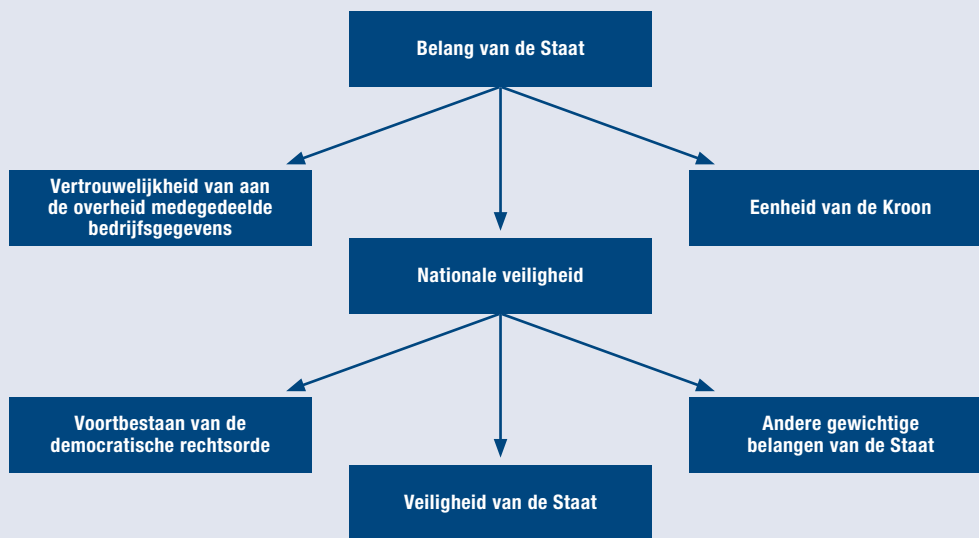 Belang van de Staat
Vertrouwelijkheid van aan
de overheid medegedeelde
bedrijfsgegevens
Eenheid van de Kroon
Nationale veiligheid
Voortbestaan van de
democratische rechtsorde
Andere gewichtige
belangen van de Staat
Veiligheid van de Staat